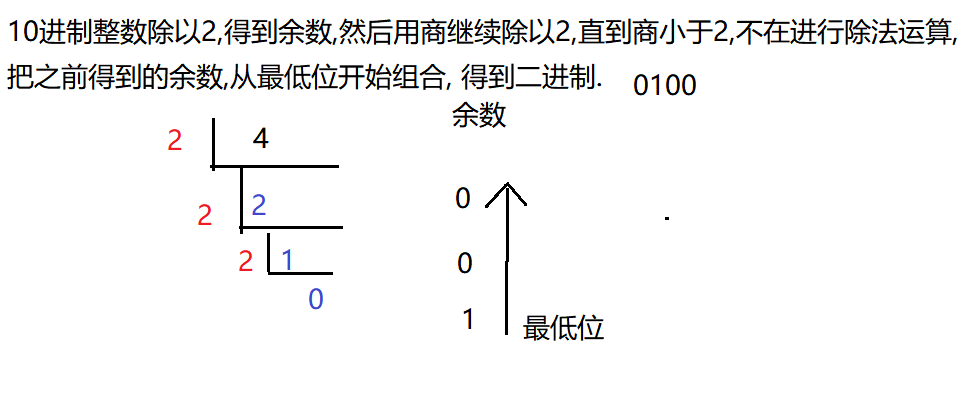 10进制整数除以2,得到余数,然后用商继续除以2,直到商小于2,不在进行除法运算,
把之前得到的余数,从最低位开始组合, 得到二进制.
0100
余数
2 4
0
2 2
0
2 1
0
1
最低位